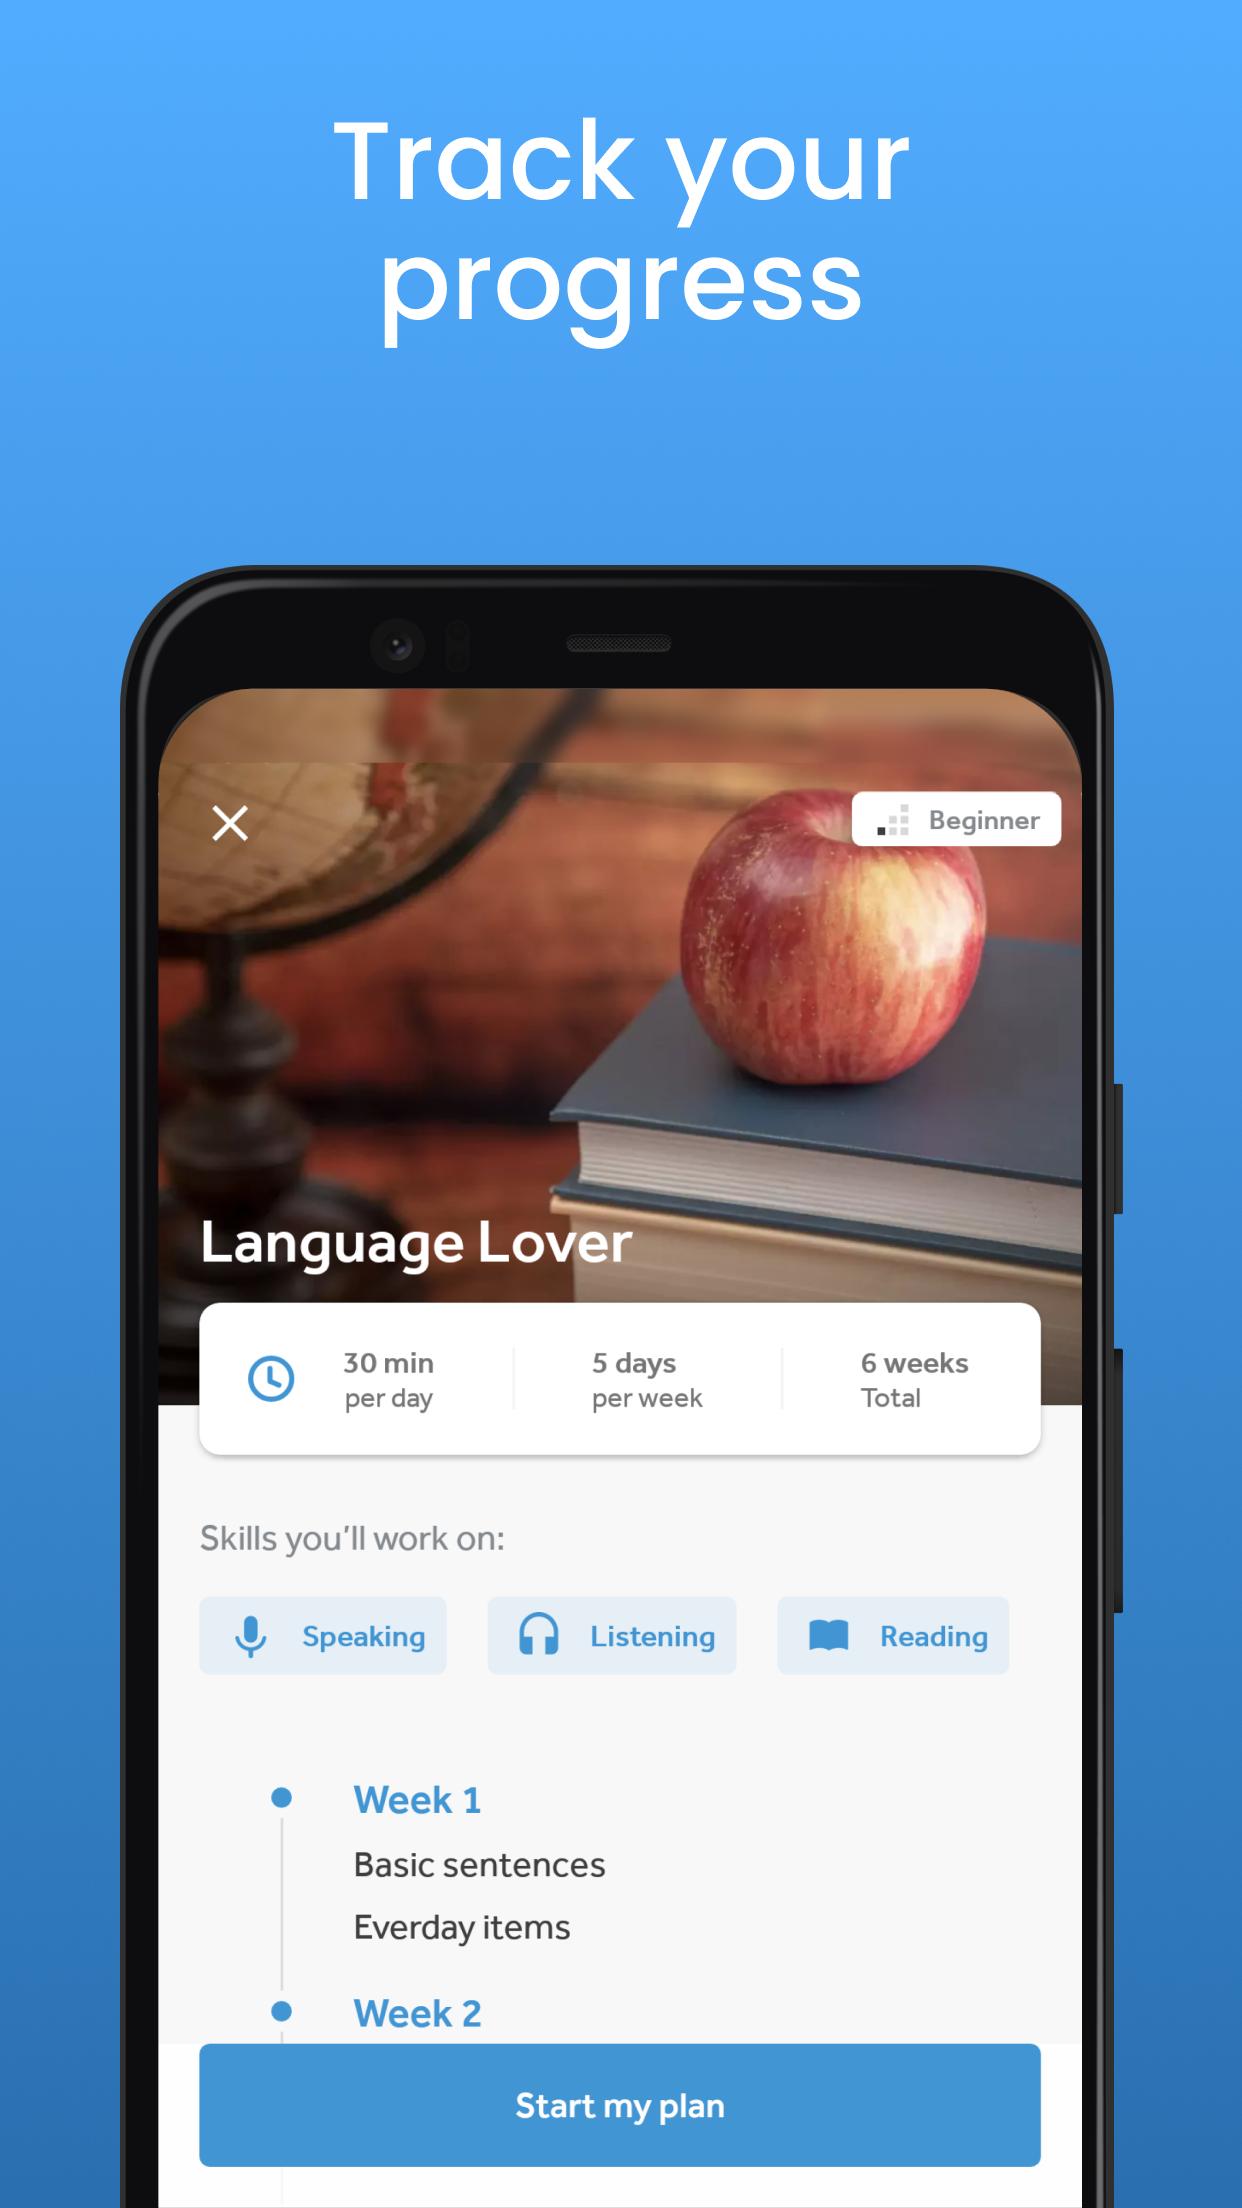 Track your
progress
Beginner
Language Lover
30 min
per day
5 days
per week
6 weeks
Total
Skills you’ll work on:
Speaking
Listening
Reading
Week 1
Basic sentences
Everday items
Week 2
Start my plan